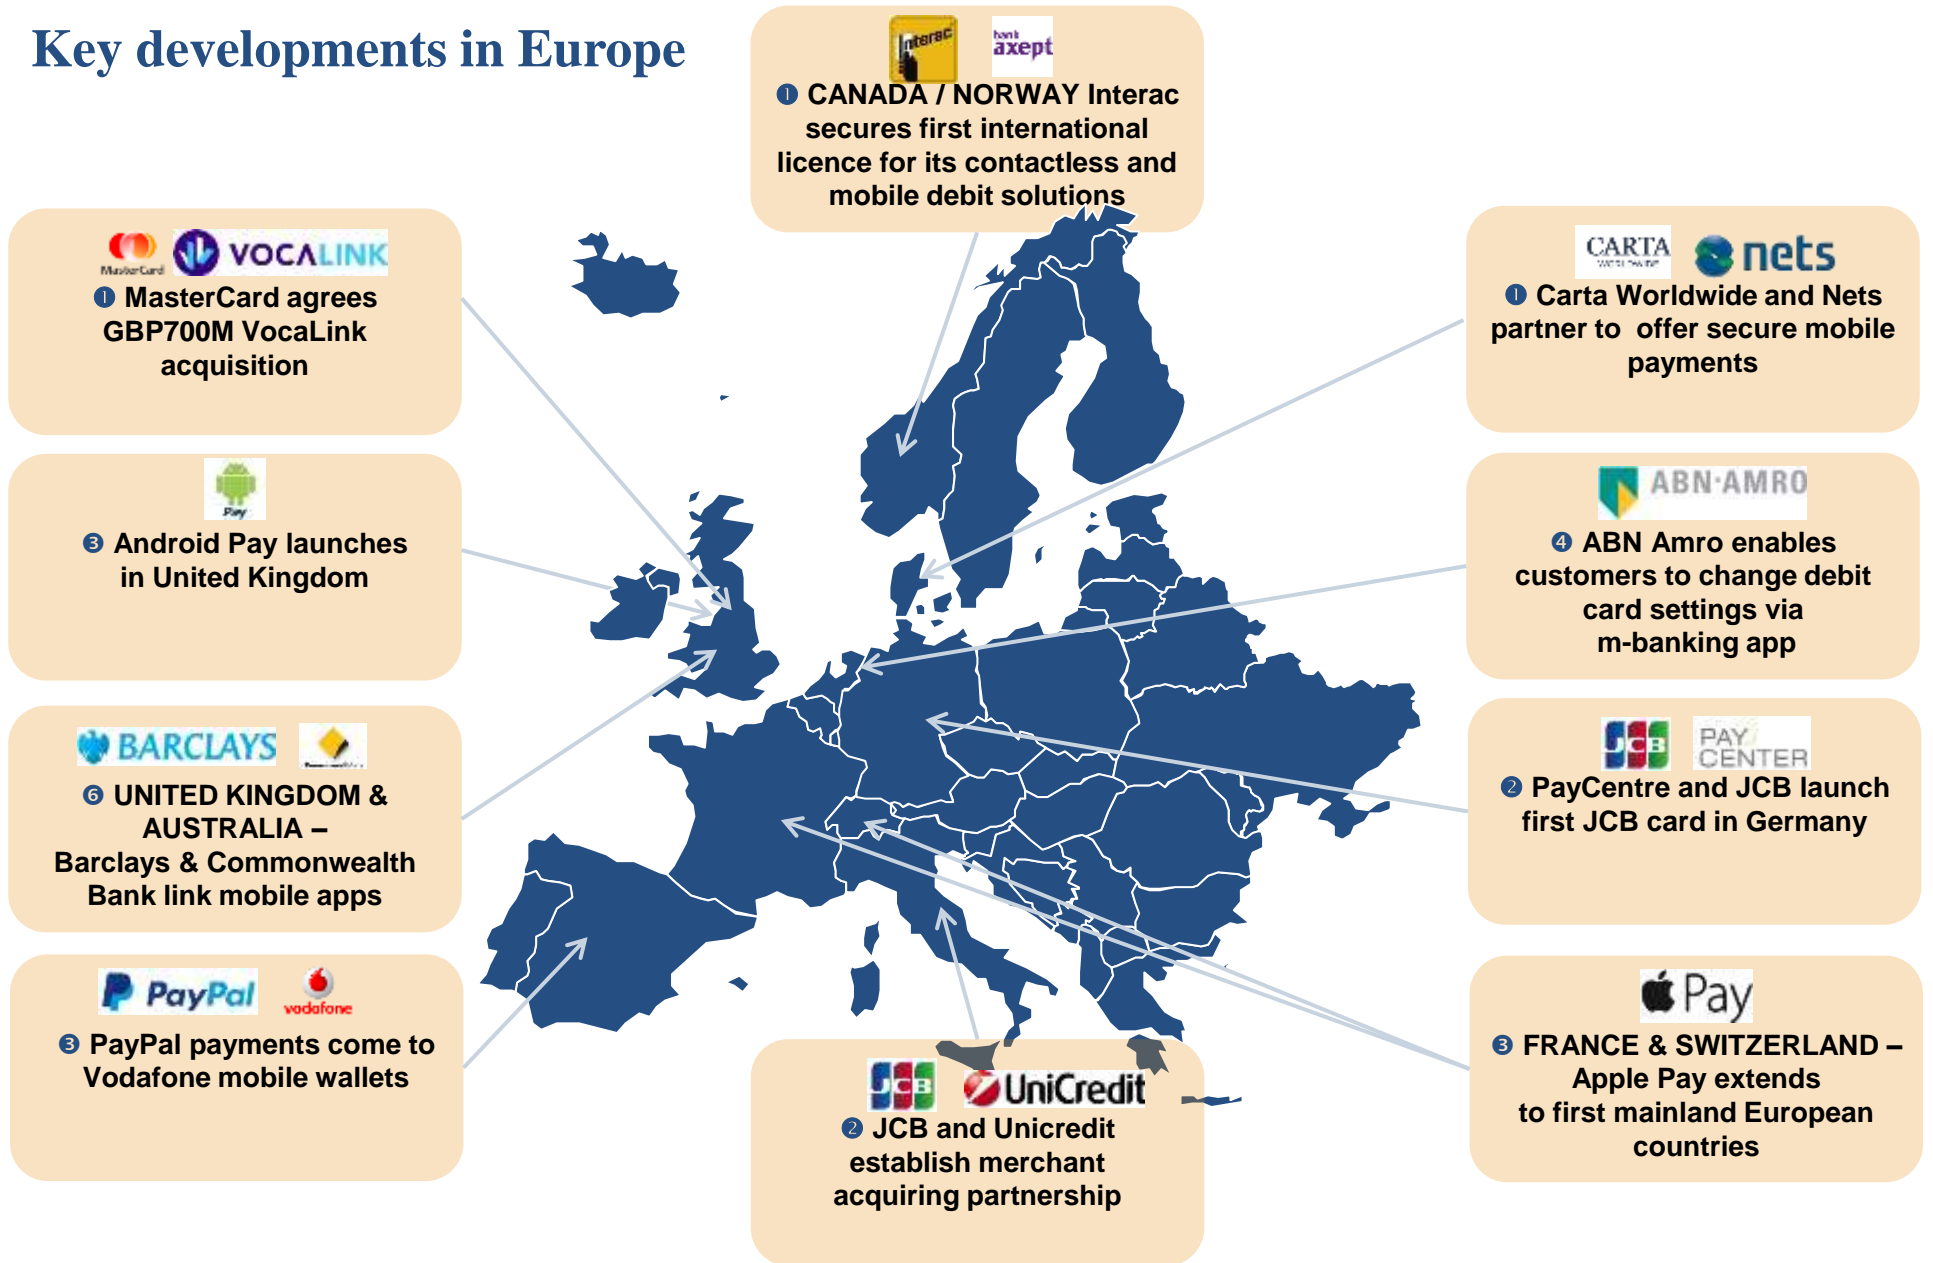 Key developments in Europe
Interac
bank
axept
❶ CANADA / NORWAY Interac
secures first international
licence for its contactless and
mobile debit solutions
MasterCard
VOCALINK
❶ MasterCard agrees
GBP700M VocaLink
acquisition
CARTA
WORLDWIDE
nets
❶ Carta Worldwide and Nets
partner to offer secure mobile
payments
Pay
❸ Android Pay launches
in United Kingdom
ABN·AMRO
❹ ABN Amro enables
customers to change debit
card settings via
m-banking app
BARCLAYS
❻ UNITED KINGDOM &
AUSTRALIA –
Barclays & Commonwealth
Bank link mobile apps
JCB
PAY
CENTER
❷ PayCentre and JCB launch
first JCB card in Germany
PayPal
vodafone
❸ PayPal payments come to
Vodafone mobile wallets
JCB
UniCredit
❷ JCB and Unicredit
establish merchant
acquiring partnership
Pay
❸ FRANCE & SWITZERLAND –
Apple Pay extends
to first mainland European
countries